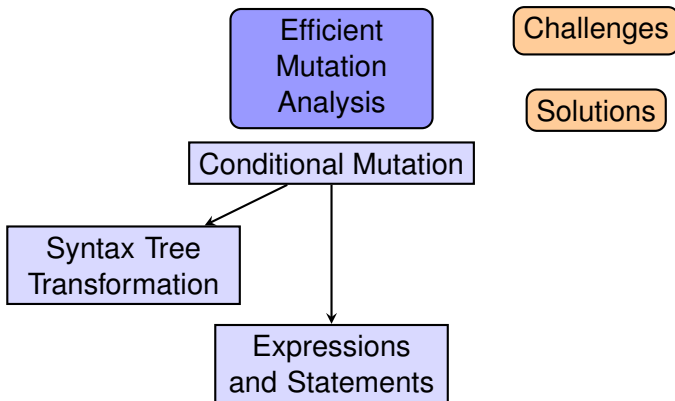 Efficient
Mutation
Analysis
Challenges
Solutions
Conditional Mutation
Syntax Tree
Transformation
Expressions
and Statements